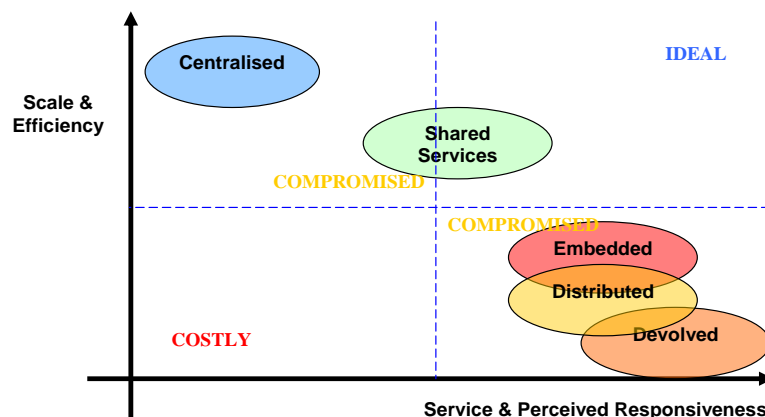 Centralised
IDEAL
Scale &
Efficiency
Shared
Services
COMPROMISED
COMPROMISED
Embedded
Distributed
COSTLY
Devolved
Service & Perceived Responsiveness